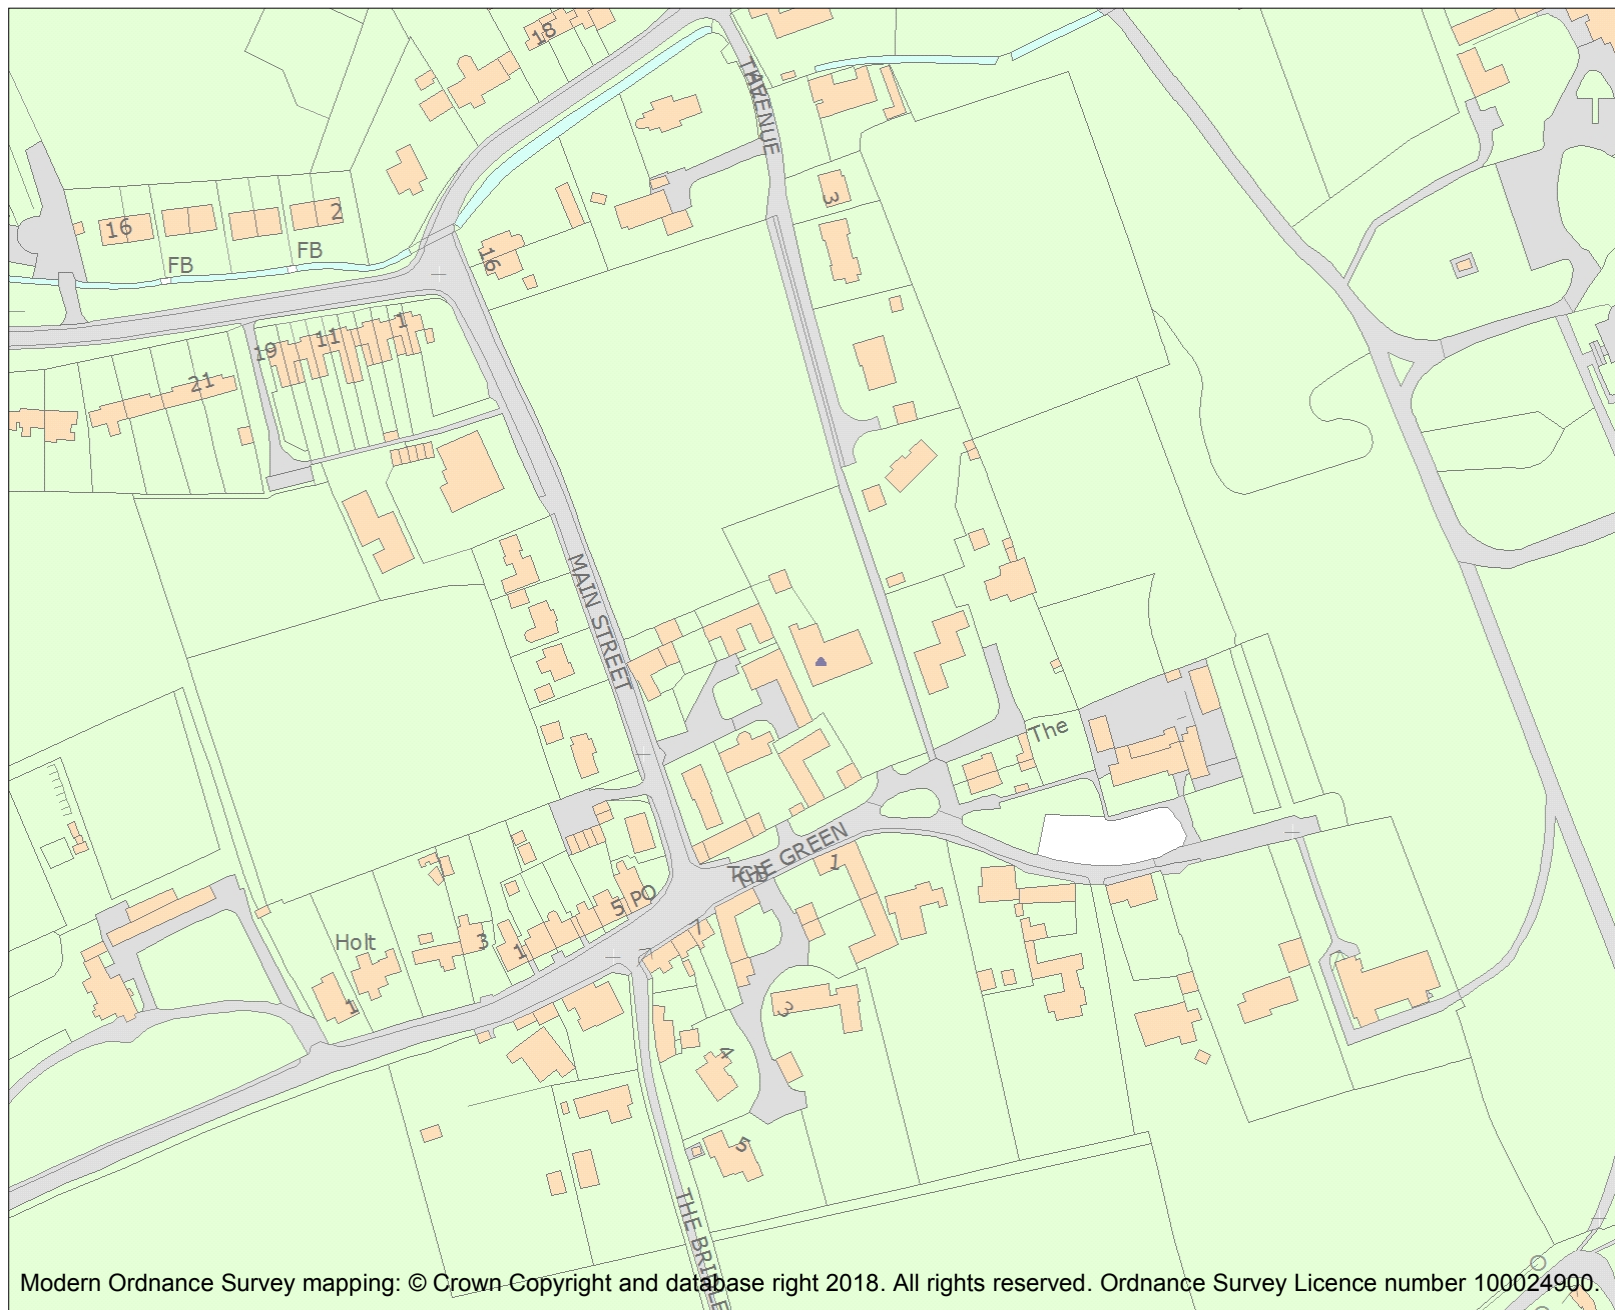 18
THE
AVENUE
3
2
16
FB
FB
16
1
11
19
21
MAIN STREET
The
THE GREEN
TCB
1
PO
5
7
Holt
3
1
1
3
4
5
THE BRIDLE
Modern Ordnance Survey mapping: © Crown Copyright and database right 2018. All rights reserved. Ordnance Survey Licence number 100024900.